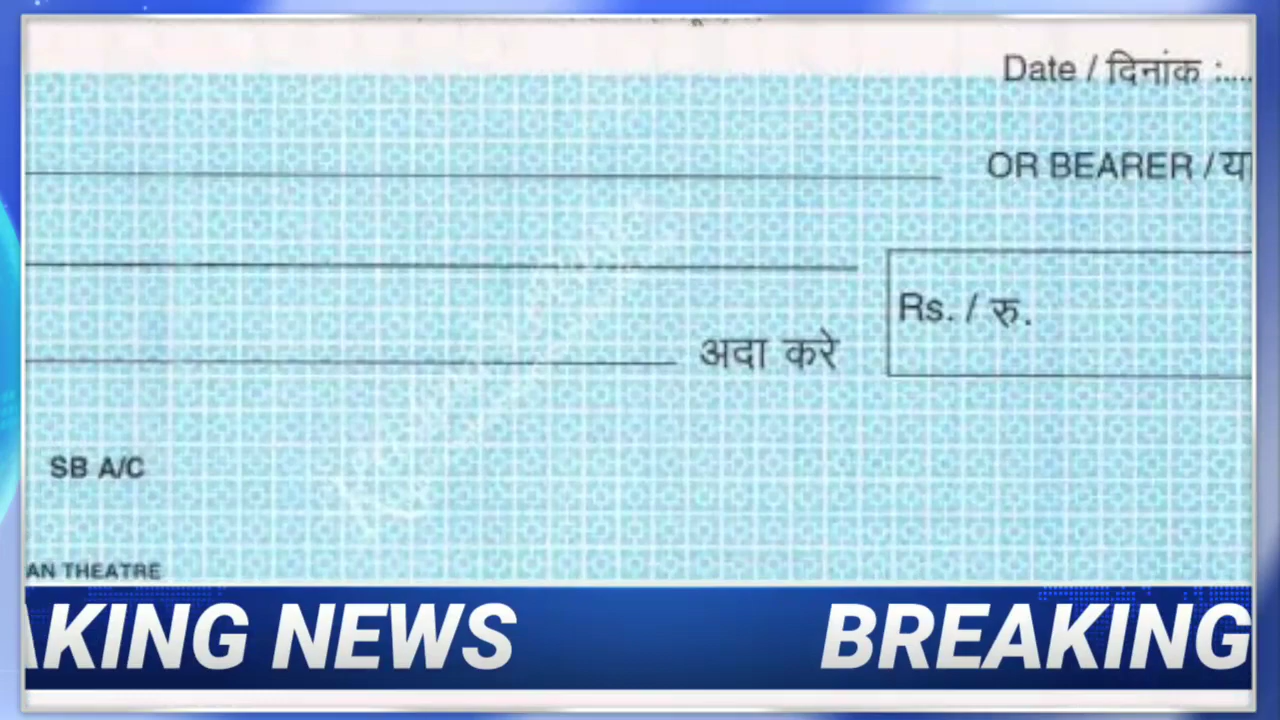 Date / दिनांक :....
OR BEARER / या
Rs. / रु.
अदा करे
SB A/C
AN THEATRE
AKING NEWS BREAKING